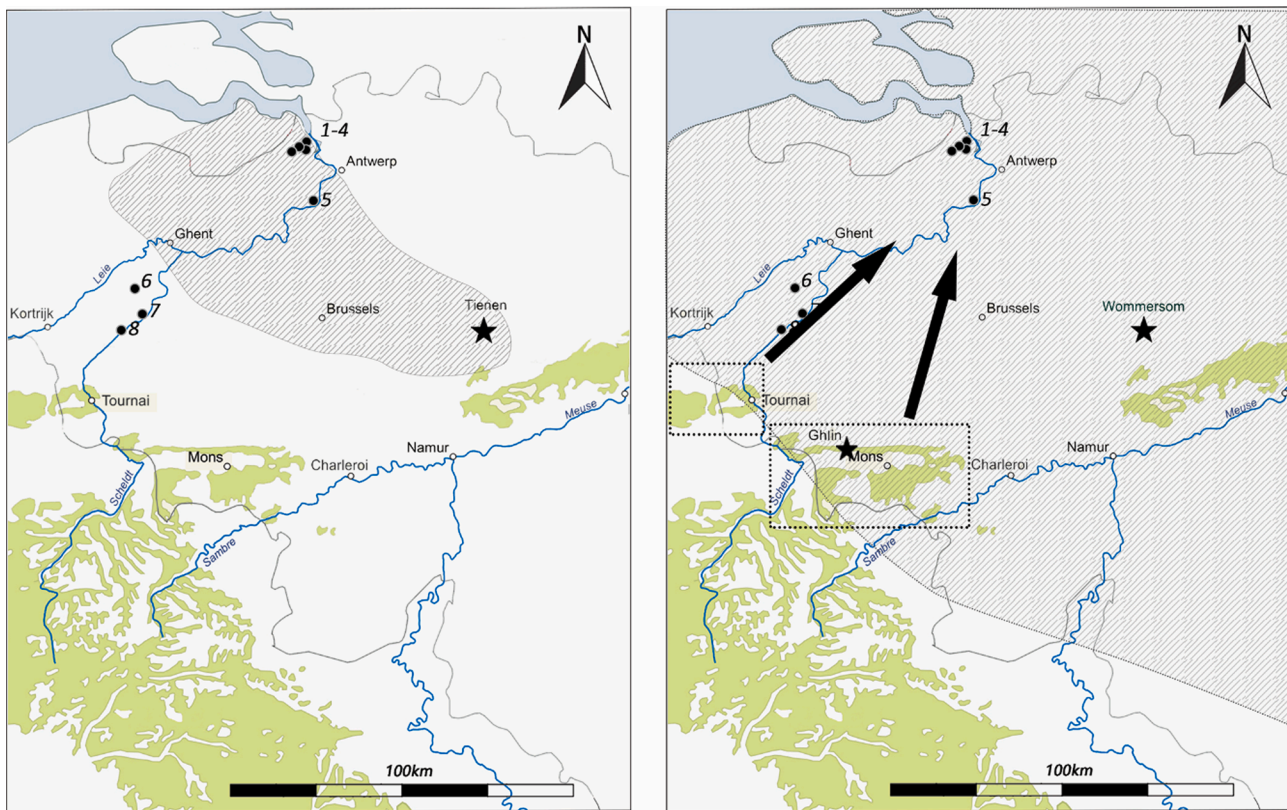 N
1-4
Antwerp
5
Ghent
Leie
6
7
Kortrijk
8
Brussels
Tienen
Tournai
Meuse
Mons
Namur
Charleroi
Scheldt
Sambre
100km
N
1-4
Antwerp
5
Ghent
Leie
6
7
Kortrijk
8
Brussels
Wommersom
Tournai
Meuse
Ghlin
Mons
Namur
Charleroi
Scheldt
Sambre
100km